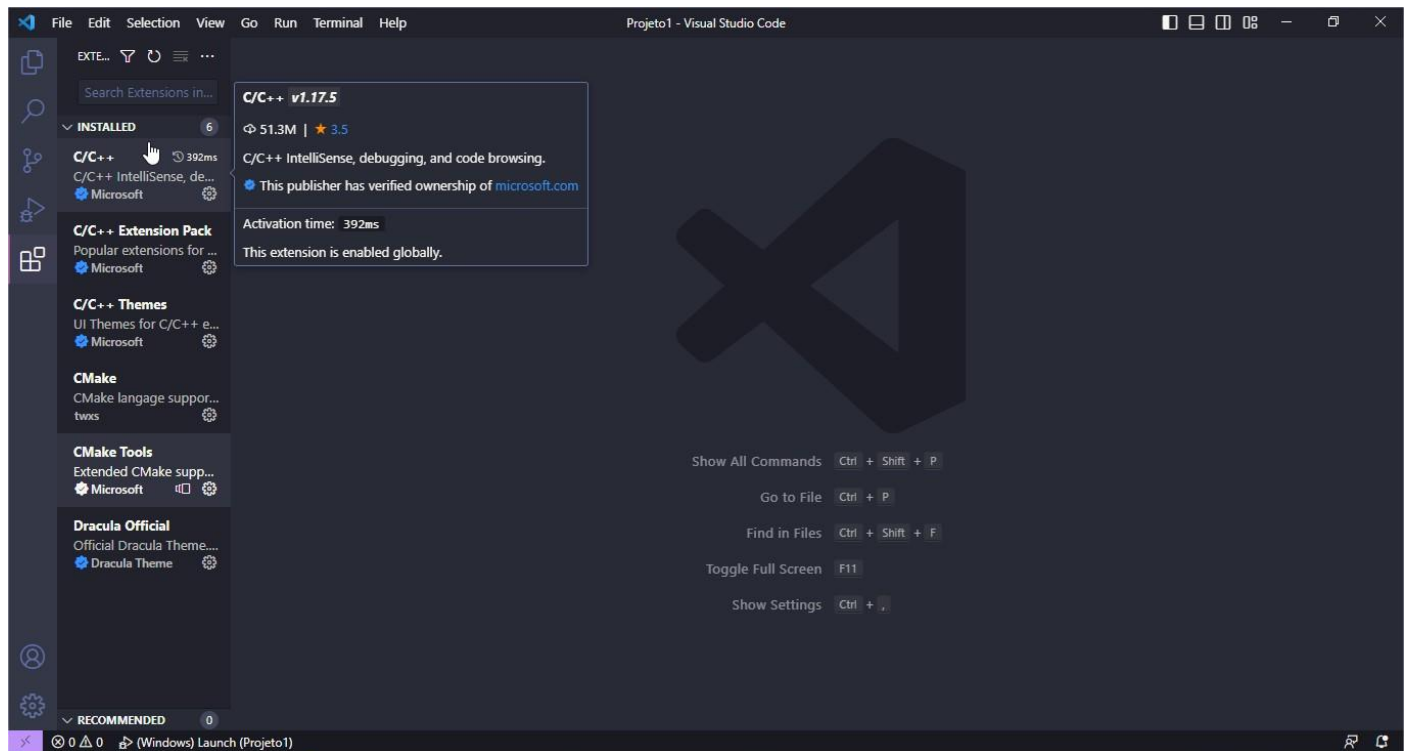 File Edit Selection View Go Run Terminal Help Projeto1 - Visual Studio Code
EXTE...
Search Extensions in...
INSTALLED 6
C/C++ 392ms
C/C++ IntelliSense, de...
Microsoft
C/C++ Extension Pack
Popular extensions for ...
Microsoft
C/C++ Themes
UI Themes for C/C++ e...
Microsoft
CMake
CMake langage suppor...
twxs
CMake Tools
Extended CMake supp...
Microsoft
Dracula Official
Official Dracula Theme....
Dracula Theme
RECOMMENDED 0
C/C++ v1.17.5
51.3M | ★ 3.5
C/C++ IntelliSense, debugging, and code browsing.
This publisher has verified ownership of microsoft.com
Activation time: 392ms
This extension is enabled globally.
Show All Commands Ctrl + Shift + P
Go to File Ctrl + P
Find in Files Ctrl + Shift + F
Toggle Full Screen F11
Show Settings Ctrl + ,
0 0 (Windows) Launch (Projeto1)